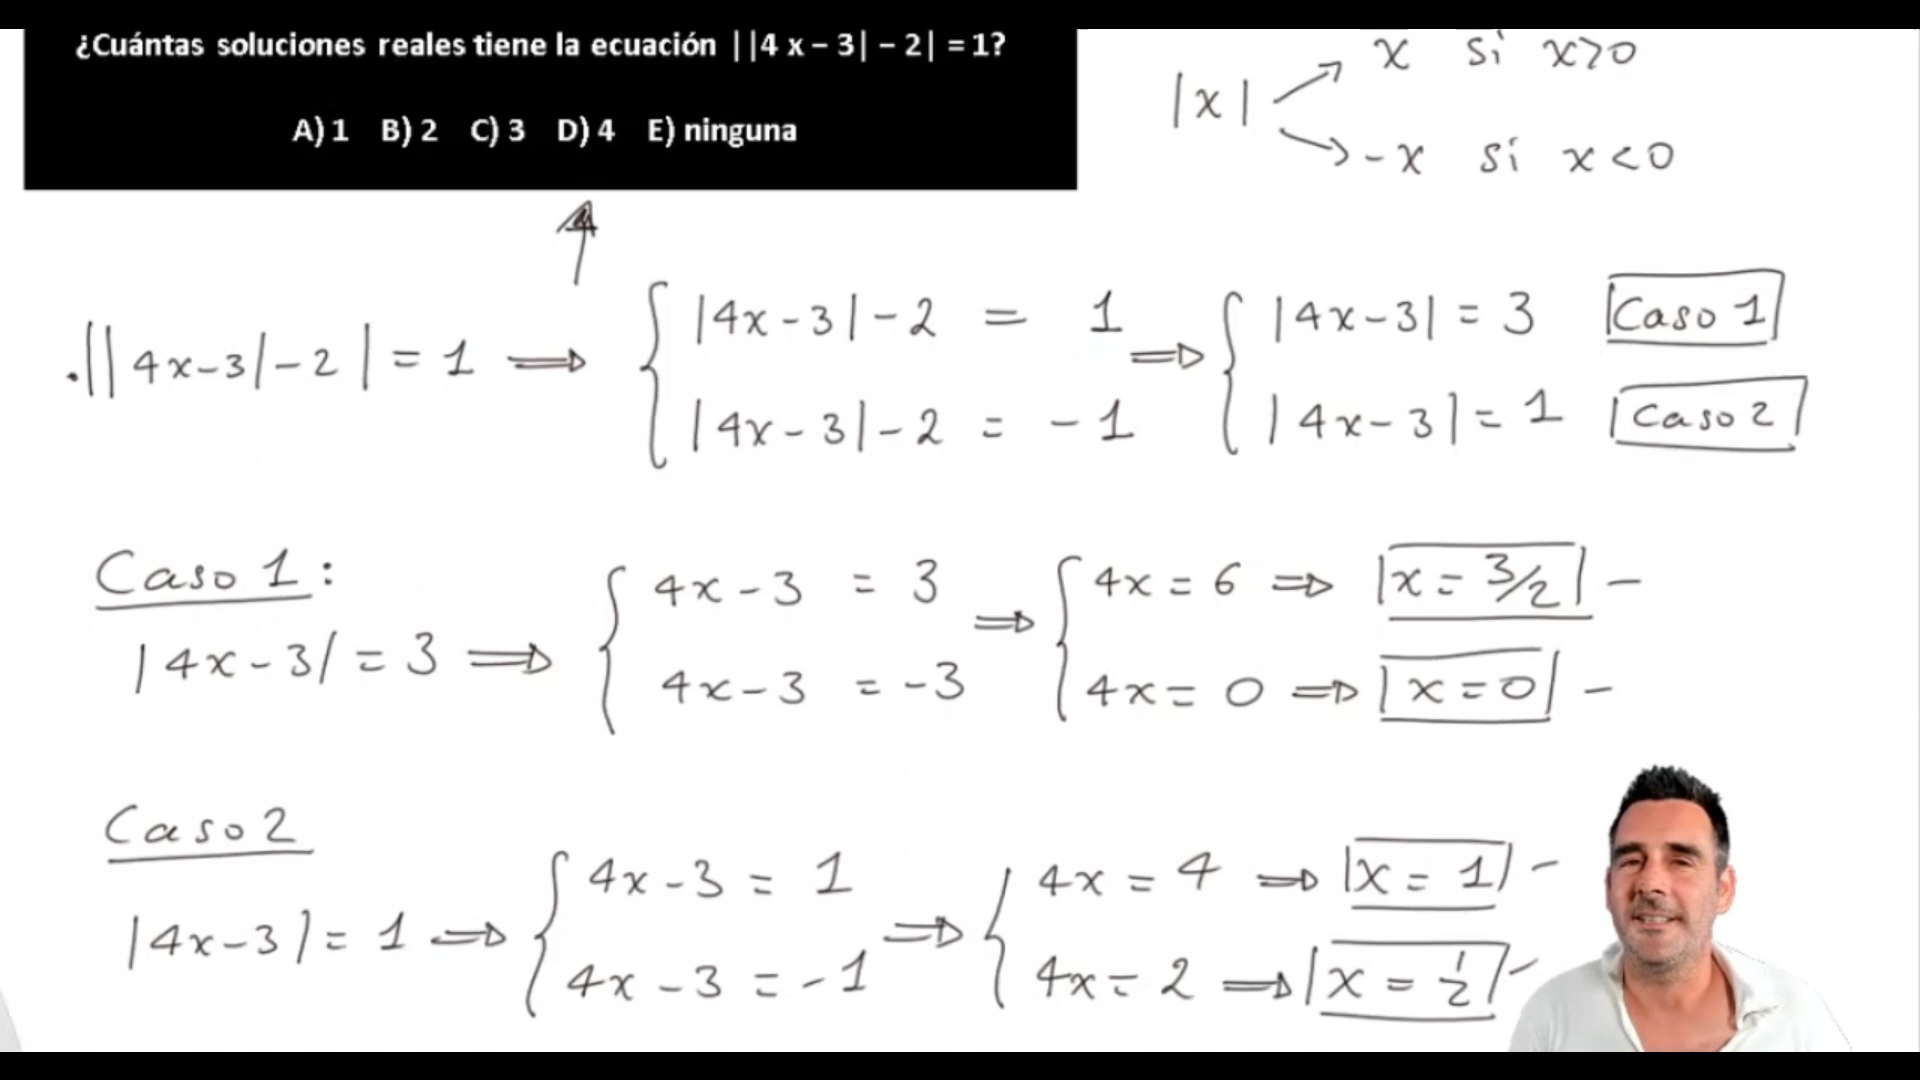 ¿Cuántas soluciones reales tiene la ecuación ||4 x – 3| – 2| = 1?
A) 1 B) 2 C) 3 D) 4 E) ninguna
|x|
x si x>0
-x si x<0
.||4x-3|-2| = 1 ⇒ { |4x-3|-2 = 1 ⇒ { |4x-3| = 3 Caso 1
|4x-3|-2 = -1 |4x-3| = 1 Caso 2
Caso 1:
|4x-3| = 3 ⇒ { 4x-3 = 3 ⇒ { 4x = 6 ⇒ x = 3/2 –
4x-3 = -3 4x = 0 ⇒ x = 0 –
Caso 2
|4x-3| = 1 ⇒ { 4x-3 = 1 ⇒ { 4x = 4 ⇒ x = 1 –
4x-3 = -1 4x = 2 ⇒ x = 1/2 –